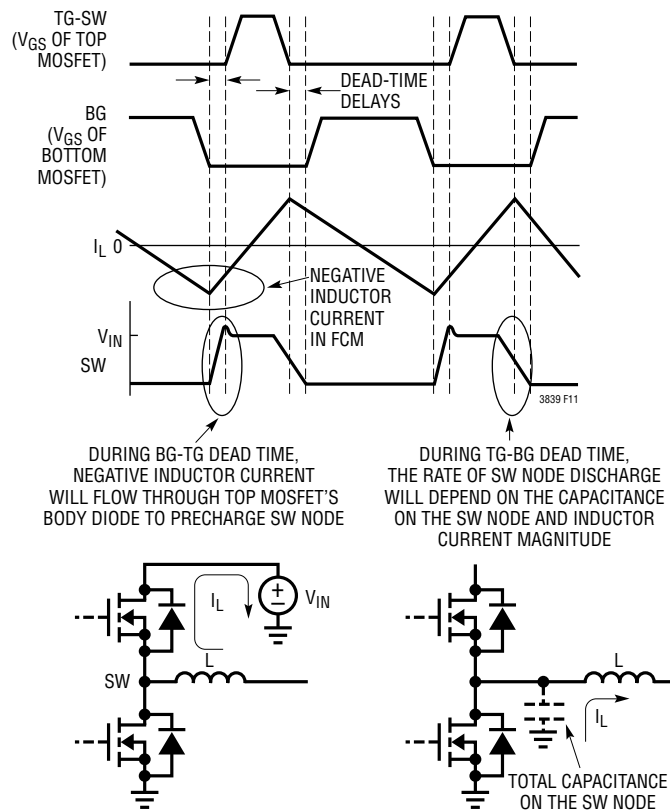 TG-SW
(VGS OF TOP
MOSFET)
DEAD-TIME
DELAYS
BG
(VGS OF
BOTTOM
MOSFET)
IL 0
NEGATIVE
INDUCTOR
CURRENT
IN FCM
VIN
SW
3839 F11
DURING BG-TG DEAD TIME,
NEGATIVE INDUCTOR CURRENT
WILL FLOW THROUGH TOP MOSFET'S
BODY DIODE TO PRECHARGE SW NODE
DURING TG-BG DEAD TIME,
THE RATE OF SW NODE DISCHARGE
WILL DEPEND ON THE CAPACITANCE
ON THE SW NODE AND INDUCTOR
CURRENT MAGNITUDE
IL
+
−
VIN
L
SW
L
IL
TOTAL CAPACITANCE
ON THE SW NODE